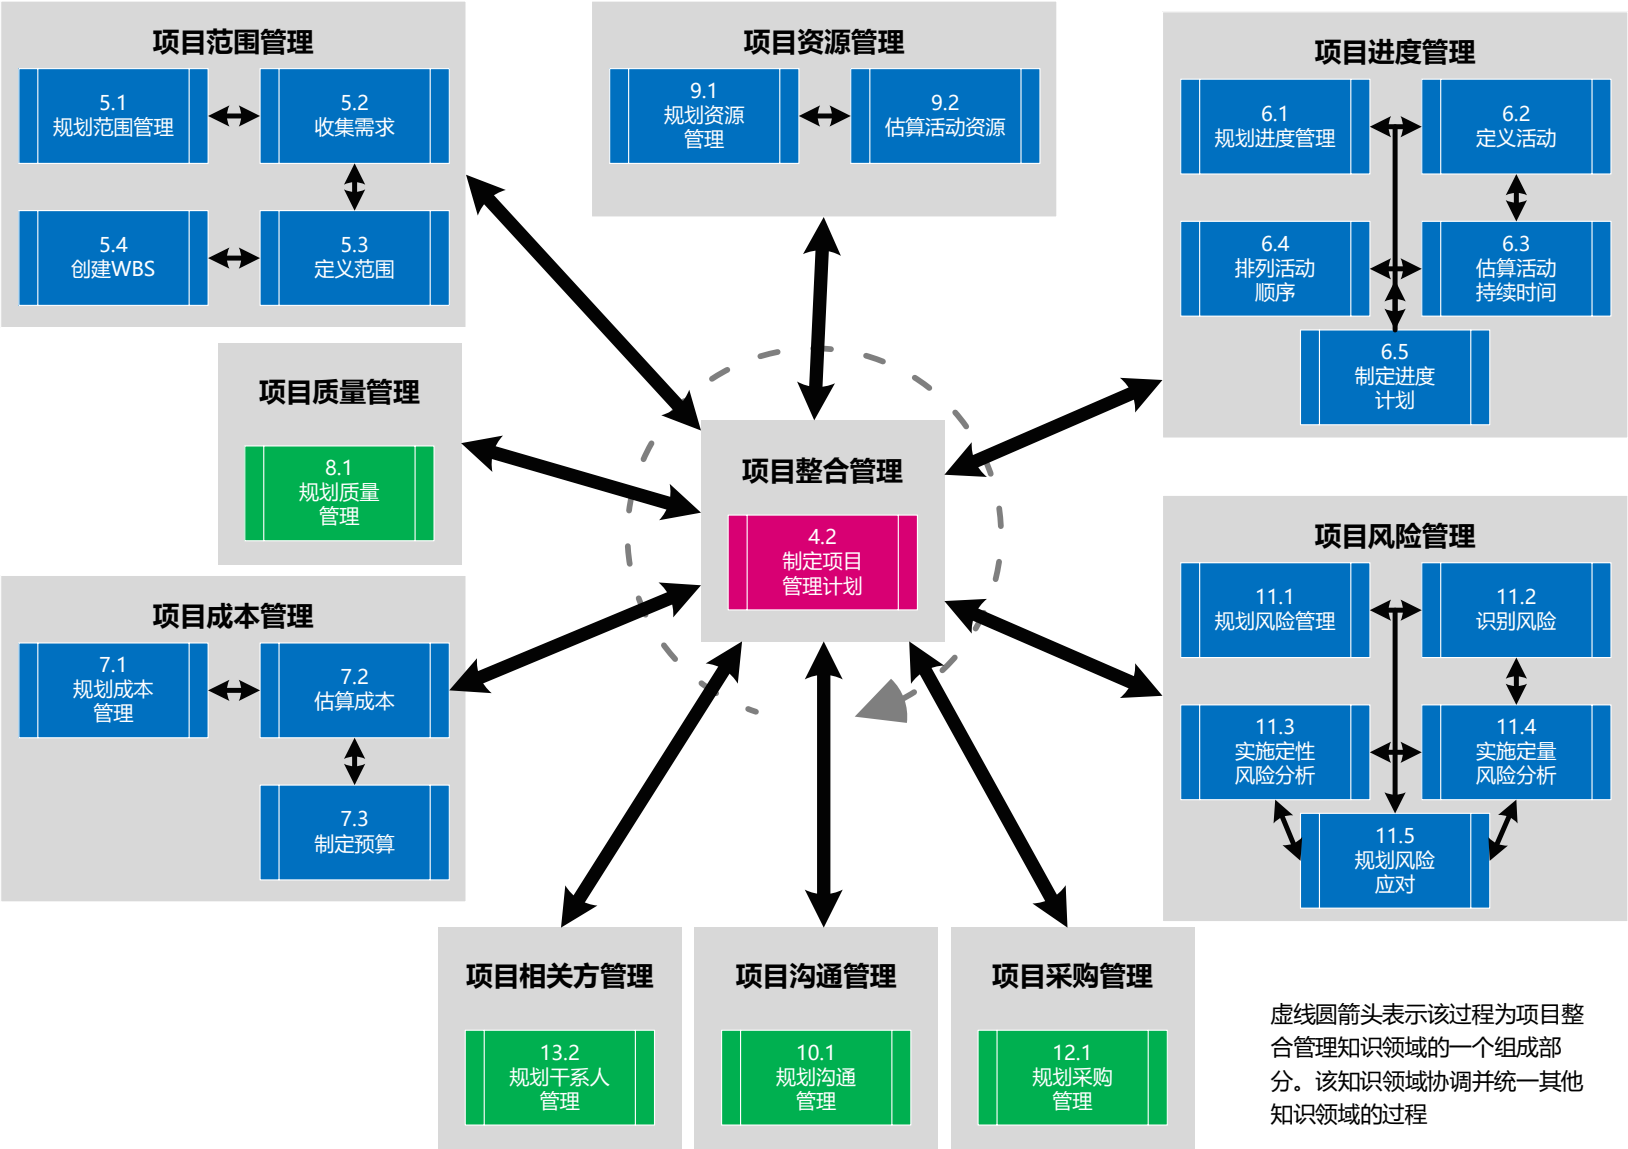 项目范围管理
5.1
规划范围管理
5.2
收集需求
5.4
创建WBS
5.3
定义范围
项目资源管理
9.1
规划资源
管理
9.2
估算活动资源
项目进度管理
6.1
规划进度管理
6.2
定义活动
6.4
排列活动
顺序
6.3
估算活动
持续时间
6.5
制定进度
计划
项目质量管理
8.1
规划质量
管理
项目整合管理
4.2
制定项目
管理计划
项目成本管理
7.1
规划成本
管理
7.2
估算成本
7.3
制定预算
项目风险管理
11.1
规划风险管理
11.2
识别风险
11.3
实施定性
风险分析
11.4
实施定量
风险分析
11.5
规划风险
应对
项目相关方管理
13.2
规划干系人
管理
项目沟通管理
10.1
规划沟通
管理
项目采购管理
12.1
规划采购
管理
虚线圆箭头表示该过程为项目整
合管理知识领域的一个组成部
分。该知识领域协调并统一其他
知识领域的过程